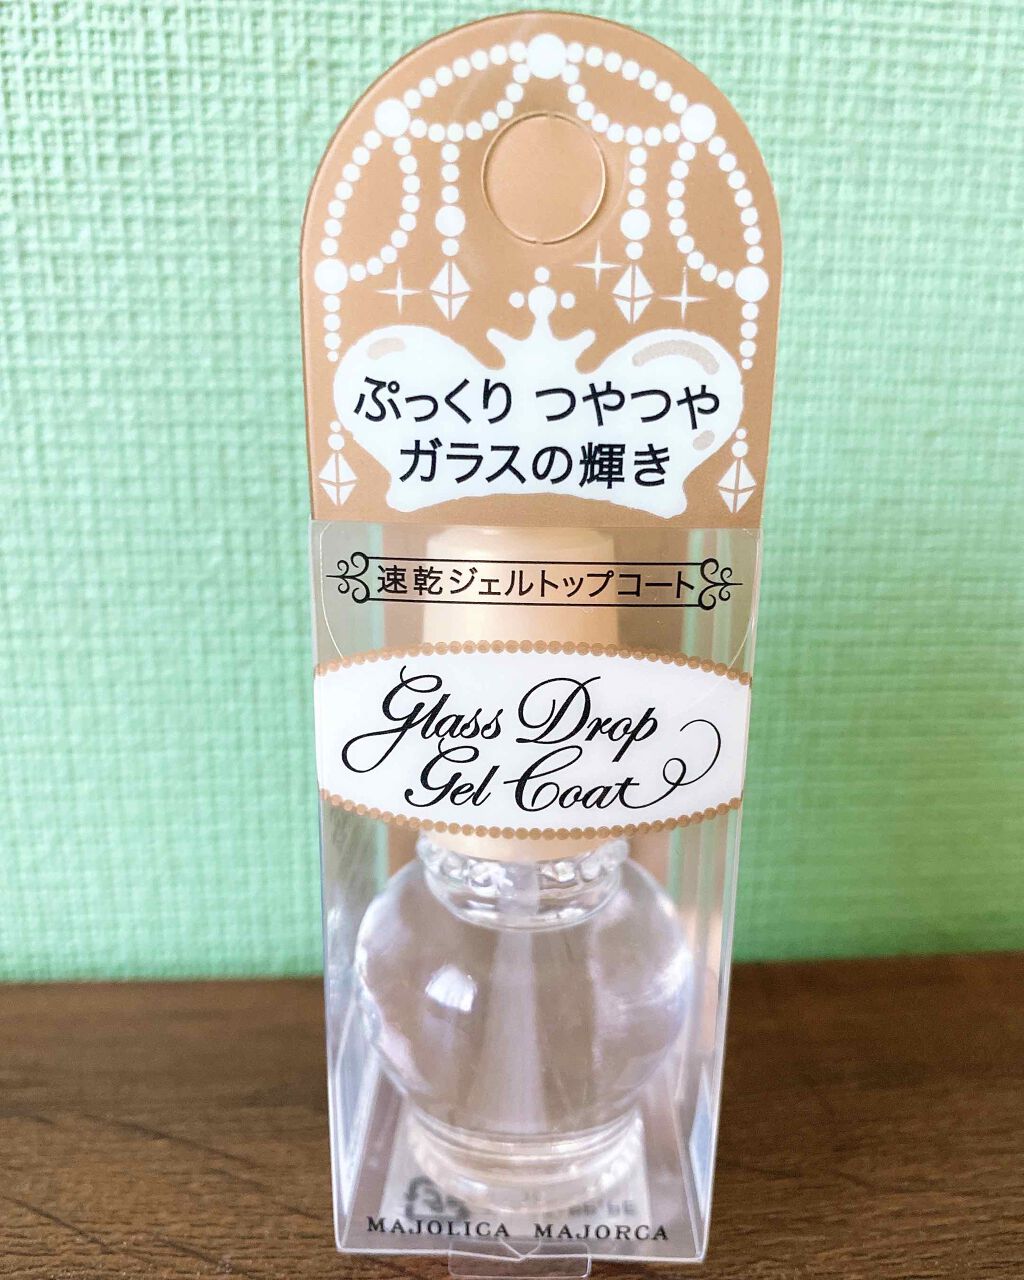 ぷっくり つやつや
ガラスの輝き
速乾ジェルトップコート
Glass Drop
Gel Coat
MAJOLICA MAJORCA